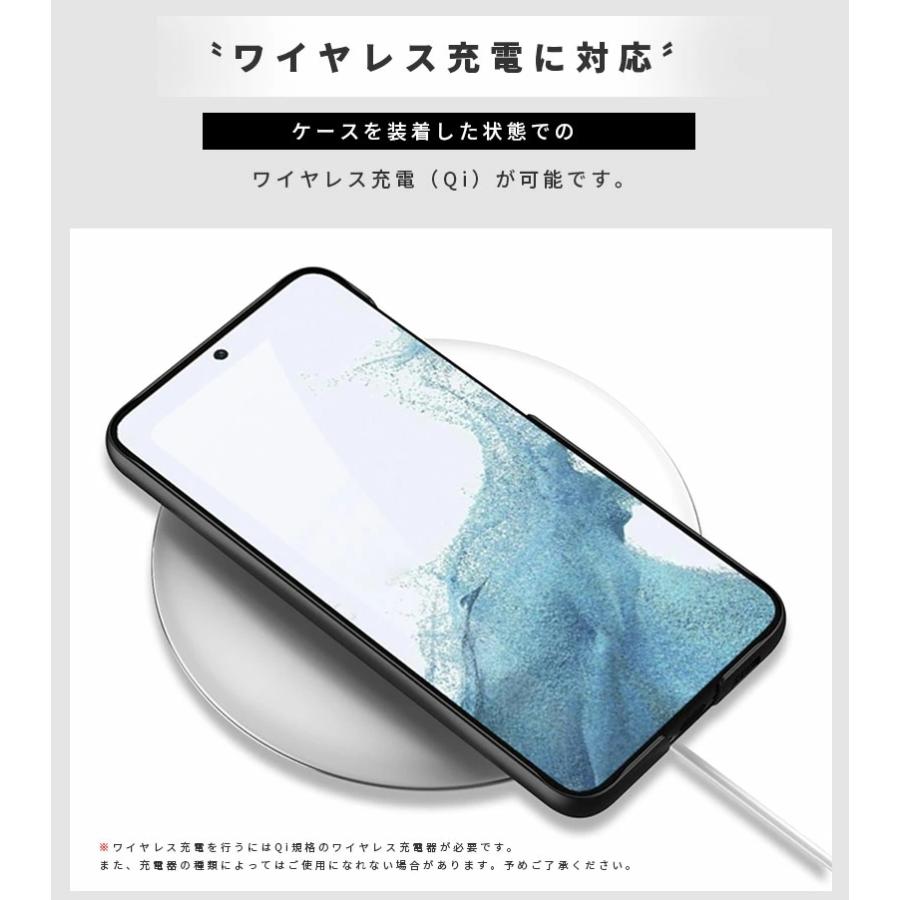 〝ワイヤレス充電に対応〞
ケースを装着した状態での
ワイヤレス充電（Qi）が可能です。
※ワイヤレス充電を行うにはQi規格のワイヤレス充電器が必要です。
また、充電器の種類によってはご使用になれない場合があります。予めご了承ください。